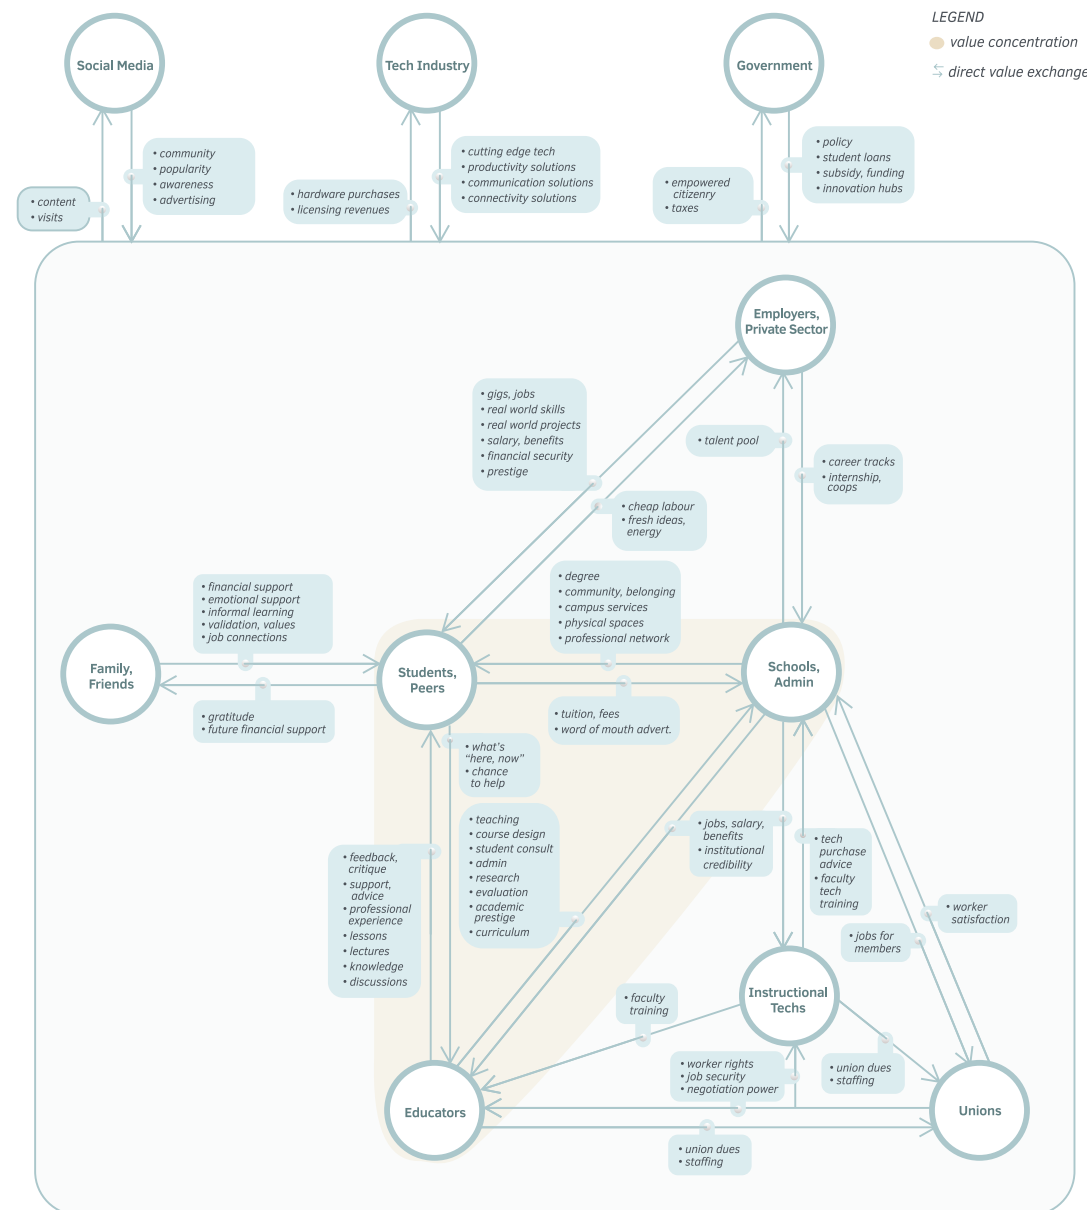 LEGEND
value concentration
direct value exchange
Social Media
Tech Industry
Government
• community
• popularity
• awareness
• advertising
• content
• visits
• cutting edge tech
• productivity solutions
• communication solutions
• connectivity solutions
• hardware purchases
• licensing revenues
• policy
• student loans
• subsidy, funding
• innovation hubs
• empowered
citizenry
• taxes
Employers,
Private Sector
• gigs, jobs
• real world skills
• real world projects
• salary, benefits
• financial security
• prestige
• talent pool
• career tracks
• internship,
coops
• cheap labour
• fresh ideas,
energy
• financial support
• emotional support
• informal learning
• validation, values
• job connections
• degree
• community, belonging
• campus services
• physical spaces
• professional network
Family,
Friends
Students,
Peers
Schools,
Admin
• gratitude
• future financial support
• tuition, fees
• word of mouth advert.
• what's
"here, now"
• chance
to help
• teaching
• course design
• student consult
• admin
• research
• evaluation
• academic
prestige
• curriculum
• jobs, salary,
benefits
• institutional
credibility
• tech
purchase
advice
• faculty
tech
training
• feedback,
critique
• support,
advice
• professional
experience
• lessons
• lectures
• knowledge
• discussions
• worker
satisfaction
• jobs for
members
• faculty
training
Instructional
Techs
• worker rights
• job security
• negotiation power
• union dues
• staffing
Educators
Unions
• union dues
• staffing